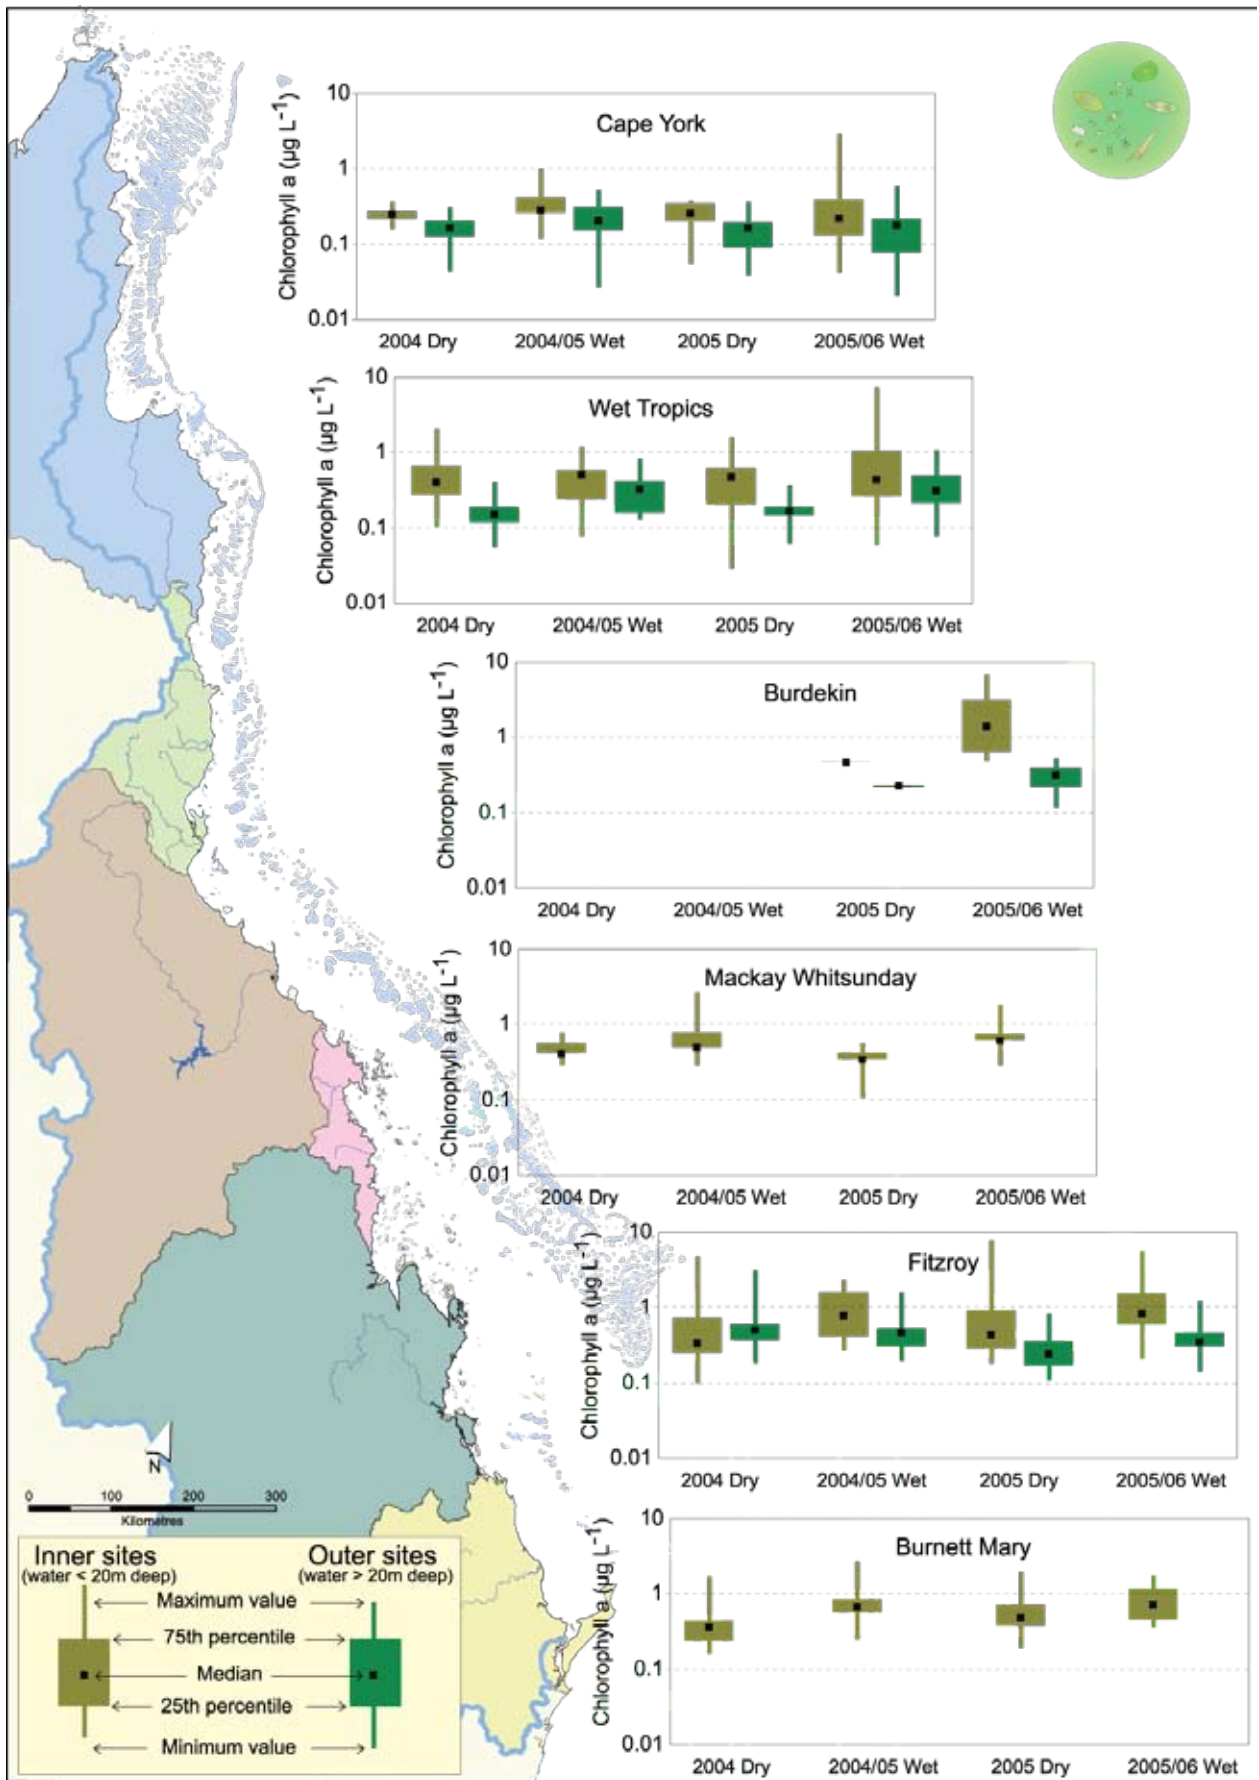 Cape York
Chlorophyll a (µg L⁻¹)
10
1
0.1
0.01
2004 Dry 2004/05 Wet 2005 Dry 2005/06 Wet
Wet Tropics
Chlorophyll a (µg L⁻¹)
10
1
0.1
0.01
2004 Dry 2004/05 Wet 2005 Dry 2005/06 Wet
Burdekin
Chlorophyll a (µg L⁻¹)
10
1
0.1
0.01
2004 Dry 2004/05 Wet 2005 Dry 2005/06 Wet
Mackay Whitsunday
Chlorophyll a (µg L⁻¹)
10
1
0.1
0.01
2004 Dry 2004/05 Wet 2005 Dry 2005/06 Wet
Fitzroy
Chlorophyll a (µg L⁻¹)
10
1
0.1
0.01
2004 Dry 2004/05 Wet 2005 Dry 2005/06 Wet
Burnett Mary
Chlorophyll a (µg L⁻¹)
10
1
0.1
0.01
2004 Dry 2004/05 Wet 2005 Dry 2005/06 Wet
N
0 100 200 300
Kilometres
Inner sites Outer sites
(water < 20m deep) (water > 20m deep)
Maximum value
75th percentile
Median
25th percentile
Minimum value